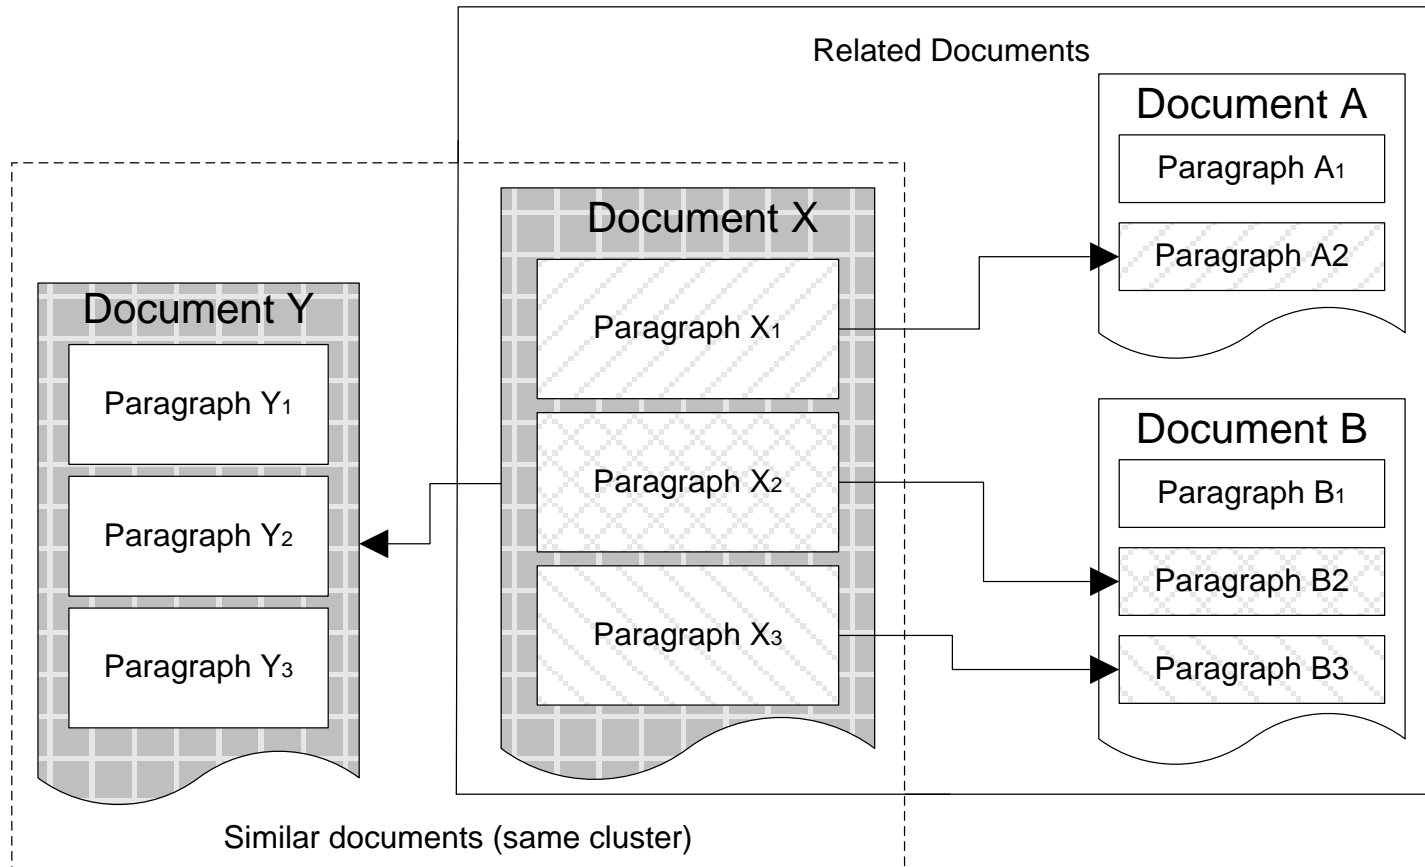 Related Documents
Document A
Paragraph A1
Paragraph A2
Document X
Paragraph X1
Paragraph X2
Paragraph X3
Document Y
Paragraph Y1
Paragraph Y2
Paragraph Y3
Document B
Paragraph B1
Paragraph B2
Paragraph B3
Similar documents (same cluster)